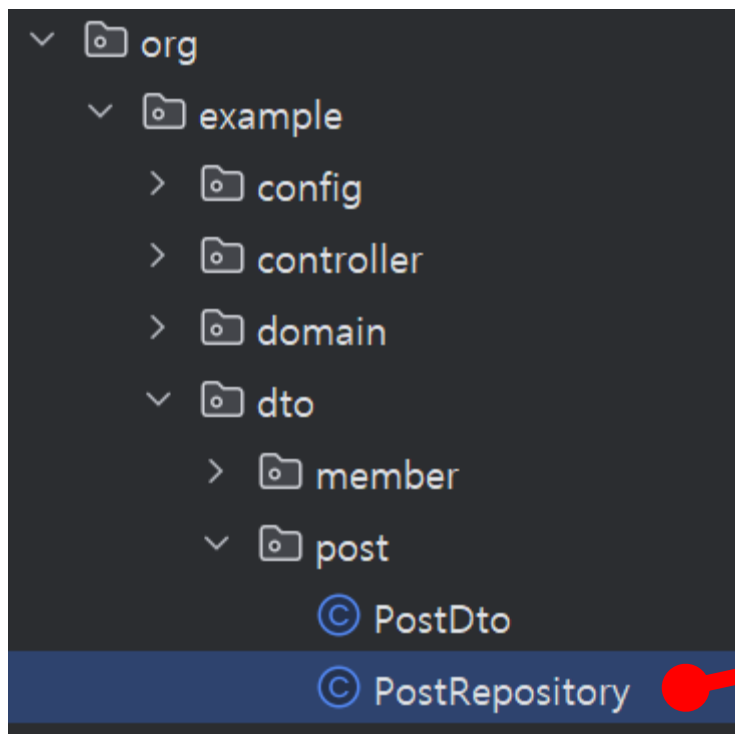 org
example
config
controller
domain
dto
member
post
PostDto
PostRepository